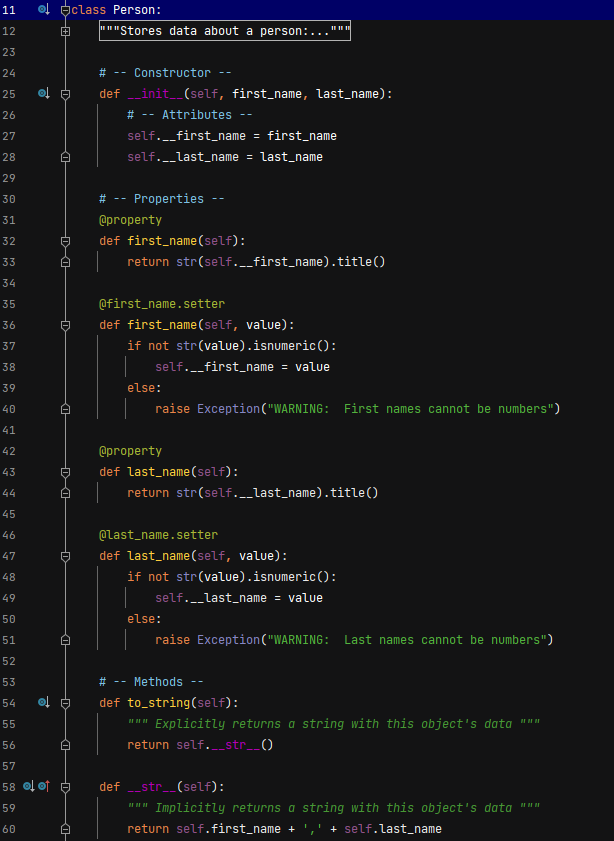 11 class Person:
12 """Stores data about a person:..."""
23
24 # -- Constructor --
25 def __init__(self, first_name, last_name):
26 # -- Attributes --
27 self.__first_name = first_name
28 self.__last_name = last_name
29
30 # -- Properties --
31 @property
32 def first_name(self):
33 return str(self.__first_name).title()
34
35 @first_name.setter
36 def first_name(self, value):
37 if not str(value).isnumeric():
38 self.__first_name = value
39 else:
40 raise Exception("WARNING:  First names cannot be numbers")
41
42 @property
43 def last_name(self):
44 return str(self.__last_name).title()
45
46 @last_name.setter
47 def last_name(self, value):
48 if not str(value).isnumeric():
49 self.__last_name = value
50 else:
51 raise Exception("WARNING:  Last names cannot be numbers")
52
53 # -- Methods --
54 def to_string(self):
55 """ Explicitly returns a string with this object's data """
56 return self.__str__()
57
58 def __str__(self):
59 """ Implicitly returns a string with this object's data """
60 return self.first_name + ',' + self.last_name